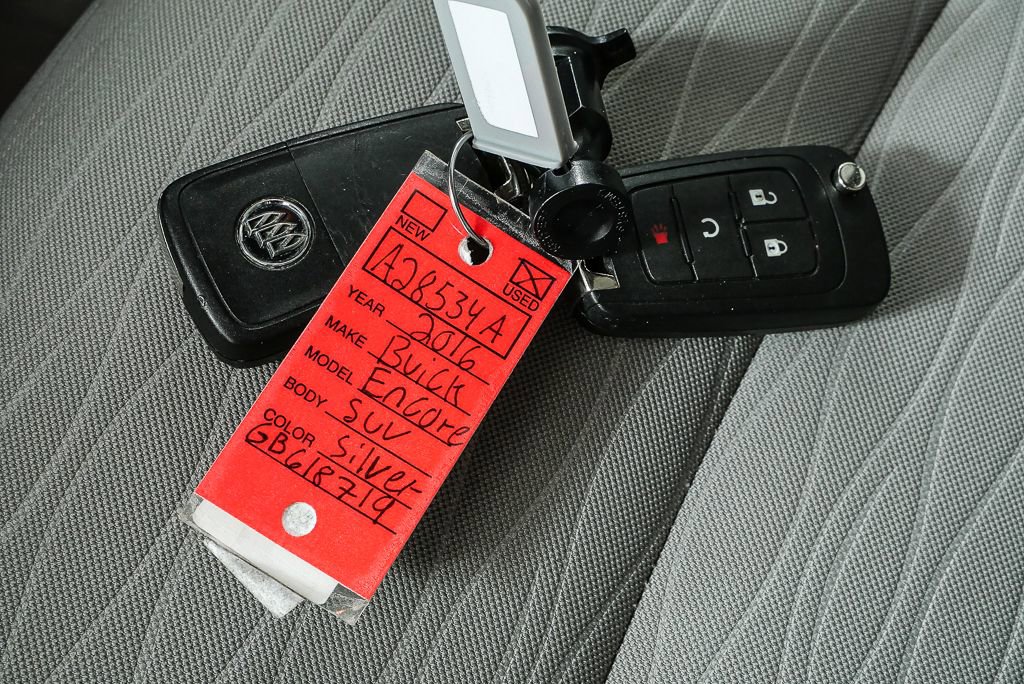 NEW
USED
A28534A
YEAR 2016
MAKE Buick
MODEL Encore
BODY SUV
COLOR Silver
GB618719